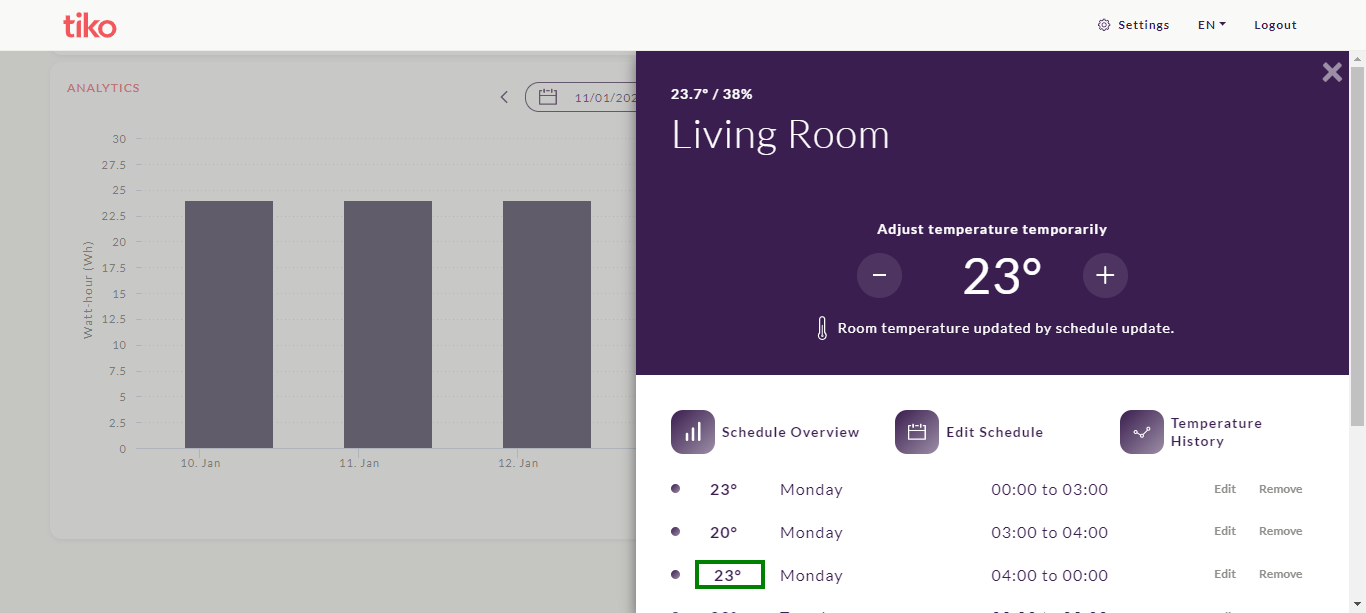 tiko
Settings
EN
Logout
ANALYTICS
11/01/202
30
27.5
25
22.5
20
17.5
15
12.5
10
7.5
5
2.5
0
Watt-hour (Wh)
10. Jan
11. Jan
12. Jan
23.7° / 38%
Living Room
Adjust temperature temporarily
− 23° +
Room temperature updated by schedule update.
Schedule Overview
Edit Schedule
Temperature
History
23° Monday 00:00 to 03:00 Edit Remove
20° Monday 03:00 to 04:00 Edit Remove
23° Monday 04:00 to 00:00 Edit Remove